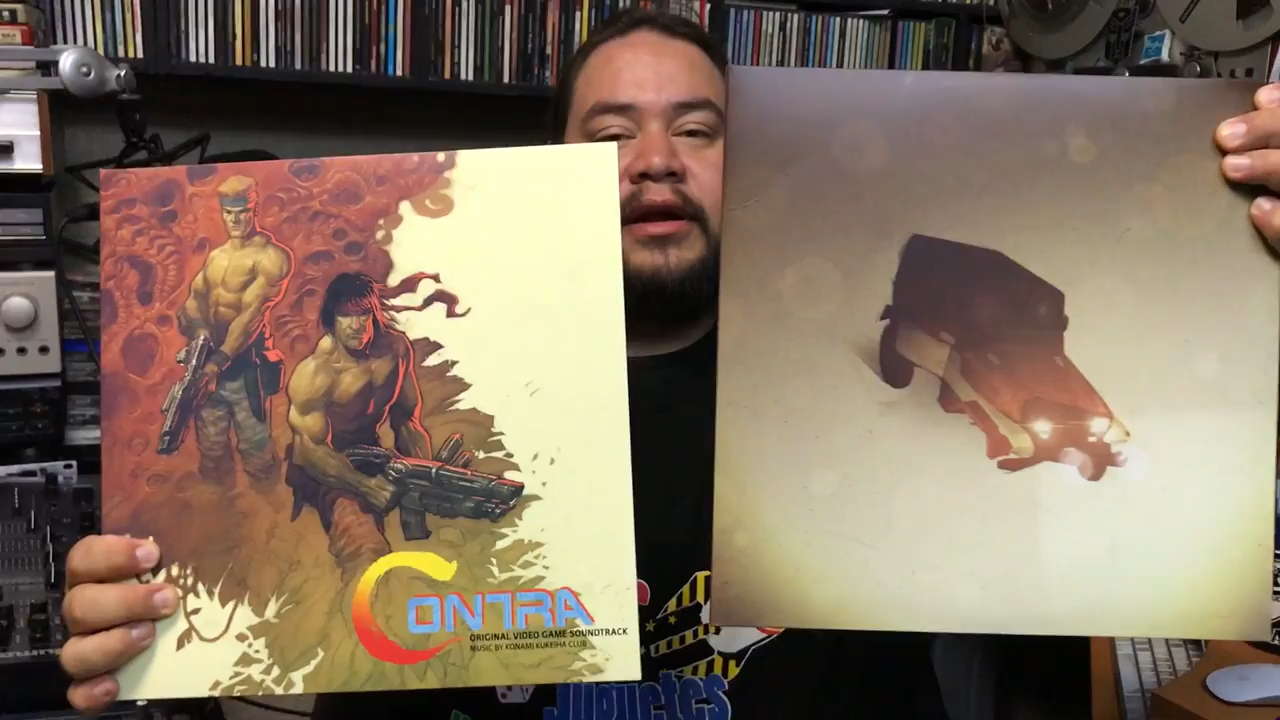 CONTRA
ORIGINAL VIDEO GAME SOUNDTRACK
MUSIC BY KONAMI KUKEIHA CLUB
Juguetes